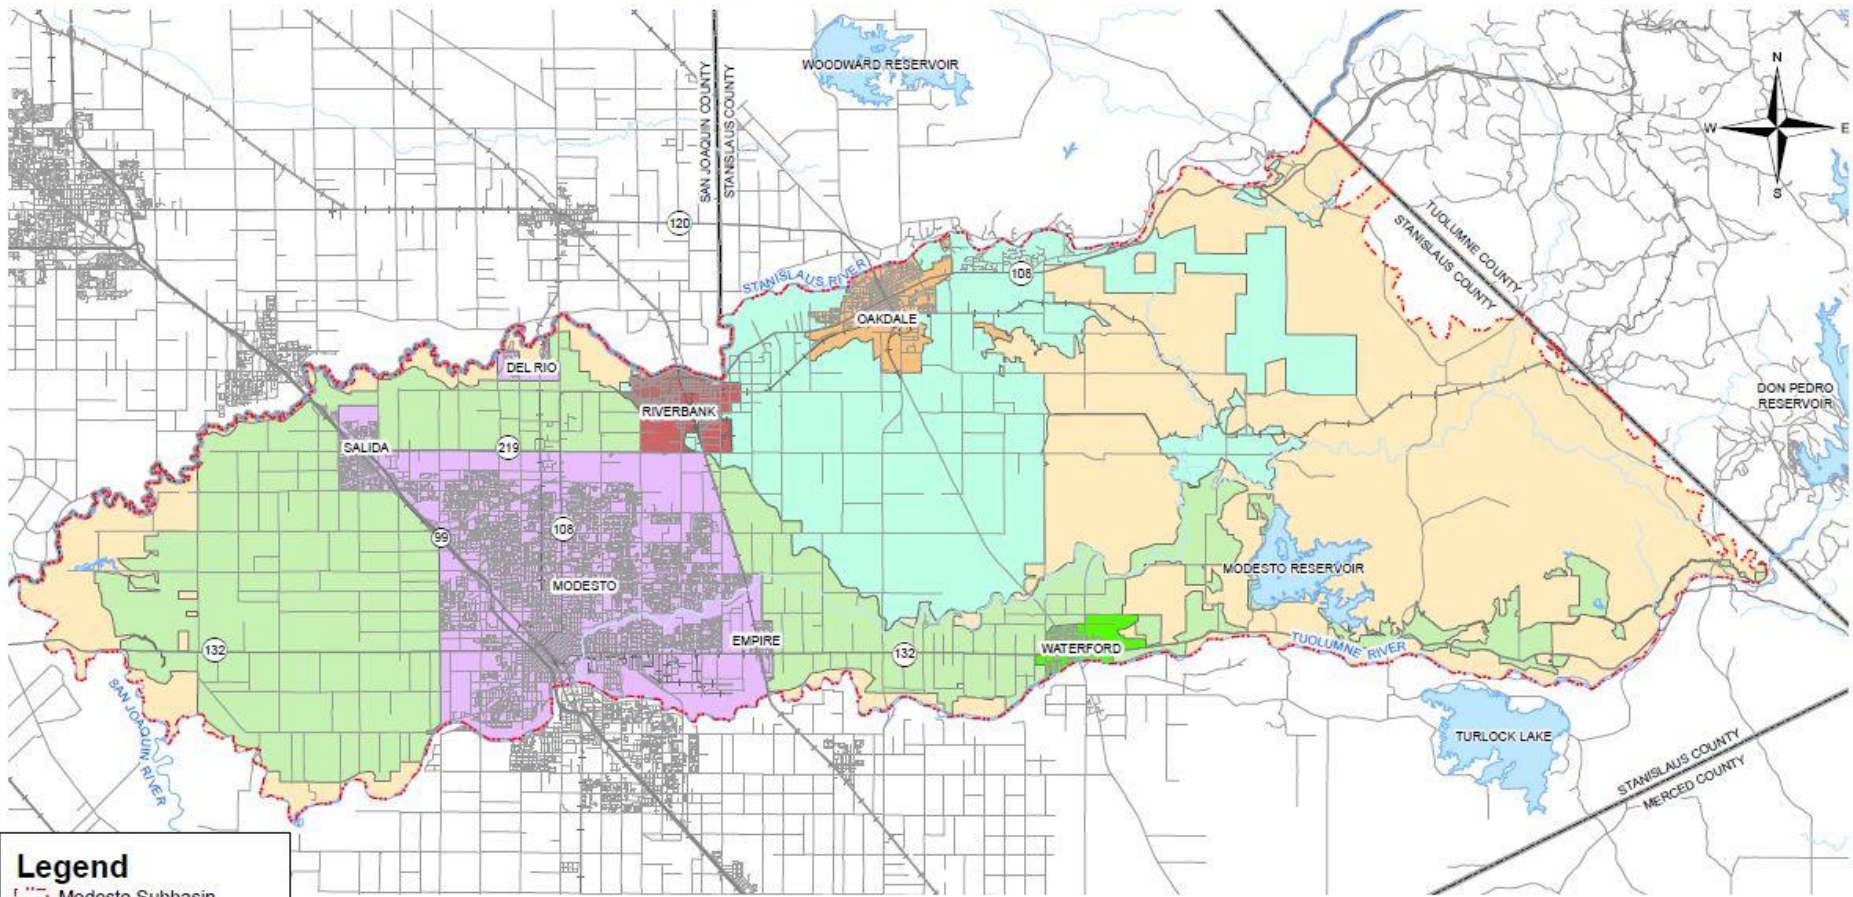 WOODWARD RESERVOIR
SAN JOAQUIN COUNTY
STANISLAUS COUNTY
N
W
E
S
120
TUOLUMNE COUNTY
STANISLAUS COUNTY
STANISLAUS RIVER
108
OAKDALE
DEL RIO
DON PEDRO
RESERVOIR
RIVERBANK
SALIDA
219
108
99
MODESTO
MODESTO RESERVOIR
EMPIRE
132
132
WATERFORD
TUOLUMNE RIVER
SAN JOAQUIN RIVER
TURLOCK LAKE
STANISLAUS COUNTY
MERCED COUNTY
Legend
Modesto Subbasin